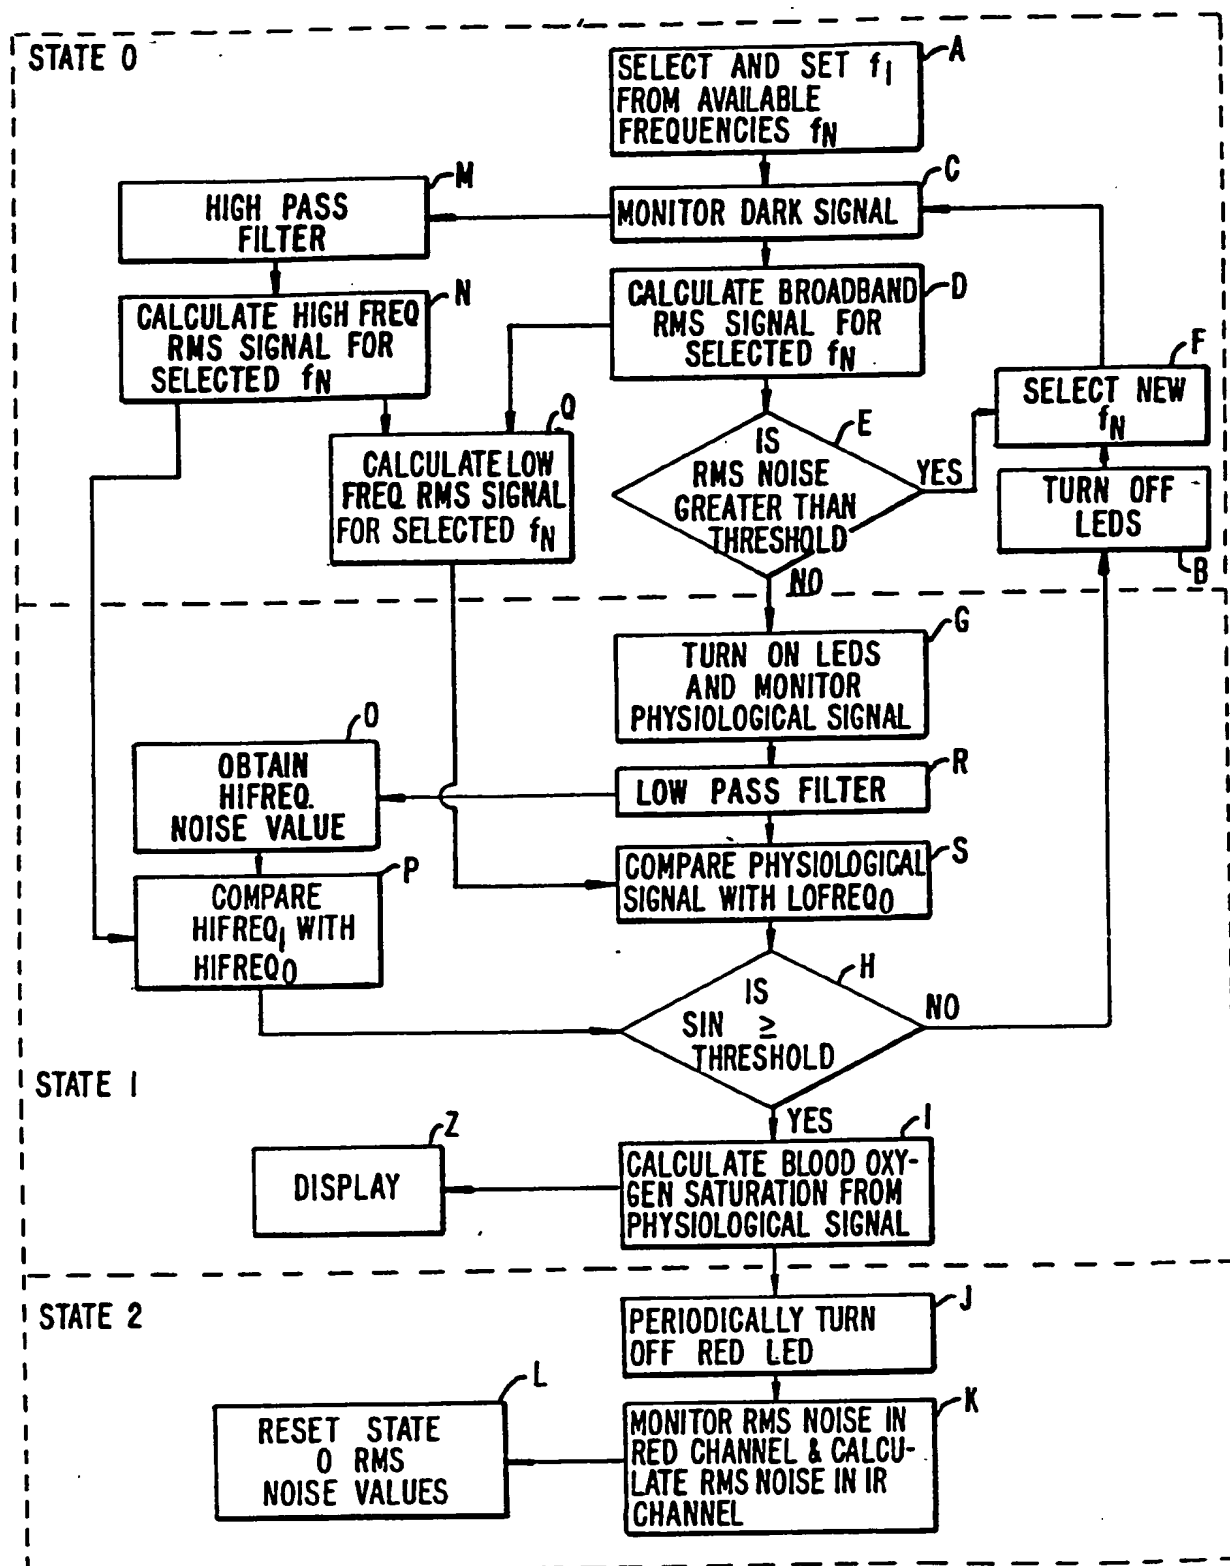 STATE 0
A
SELECT AND SET f1
FROM AVAILABLE
FREQUENCIES fN
M
HIGH PASS
FILTER
C
MONITOR DARK SIGNAL
N
CALCULATE HIGH FREQ
RMS SIGNAL FOR
SELECTED fN
D
CALCULATE BROADBAND
RMS SIGNAL FOR
SELECTED fN
F
SELECT NEW
fN
Q
CALCULATE LOW
FREQ RMS SIGNAL
FOR SELECTED fN
E
IS
RMS NOISE
GREATER THAN
THRESHOLD
YES
NO
TURN OFF
LEDS
B
G
TURN ON LEDS
AND MONITOR
PHYSIOLOGICAL SIGNAL
O
OBTAIN
HIFREQ.
NOISE VALUE
R
LOW PASS FILTER
P
COMPARE
HIFREQ1 WITH
HIFREQ0
S
COMPARE PHYSIOLOGICAL
SIGNAL WITH LOFREQ0
H
IS
SIN ≥
THRESHOLD
NO
YES
STATE 1
Z
DISPLAY
I
CALCULATE BLOOD OXY-
GEN SATURATION FROM
PHYSIOLOGICAL SIGNAL
STATE 2
J
PERIODICALLY TURN
OFF RED LED
L
RESET STATE
0 RMS
NOISE VALUES
K
MONITOR RMS NOISE IN
RED CHANNEL & CALCU-
LATE RMS NOISE IN IR
CHANNEL